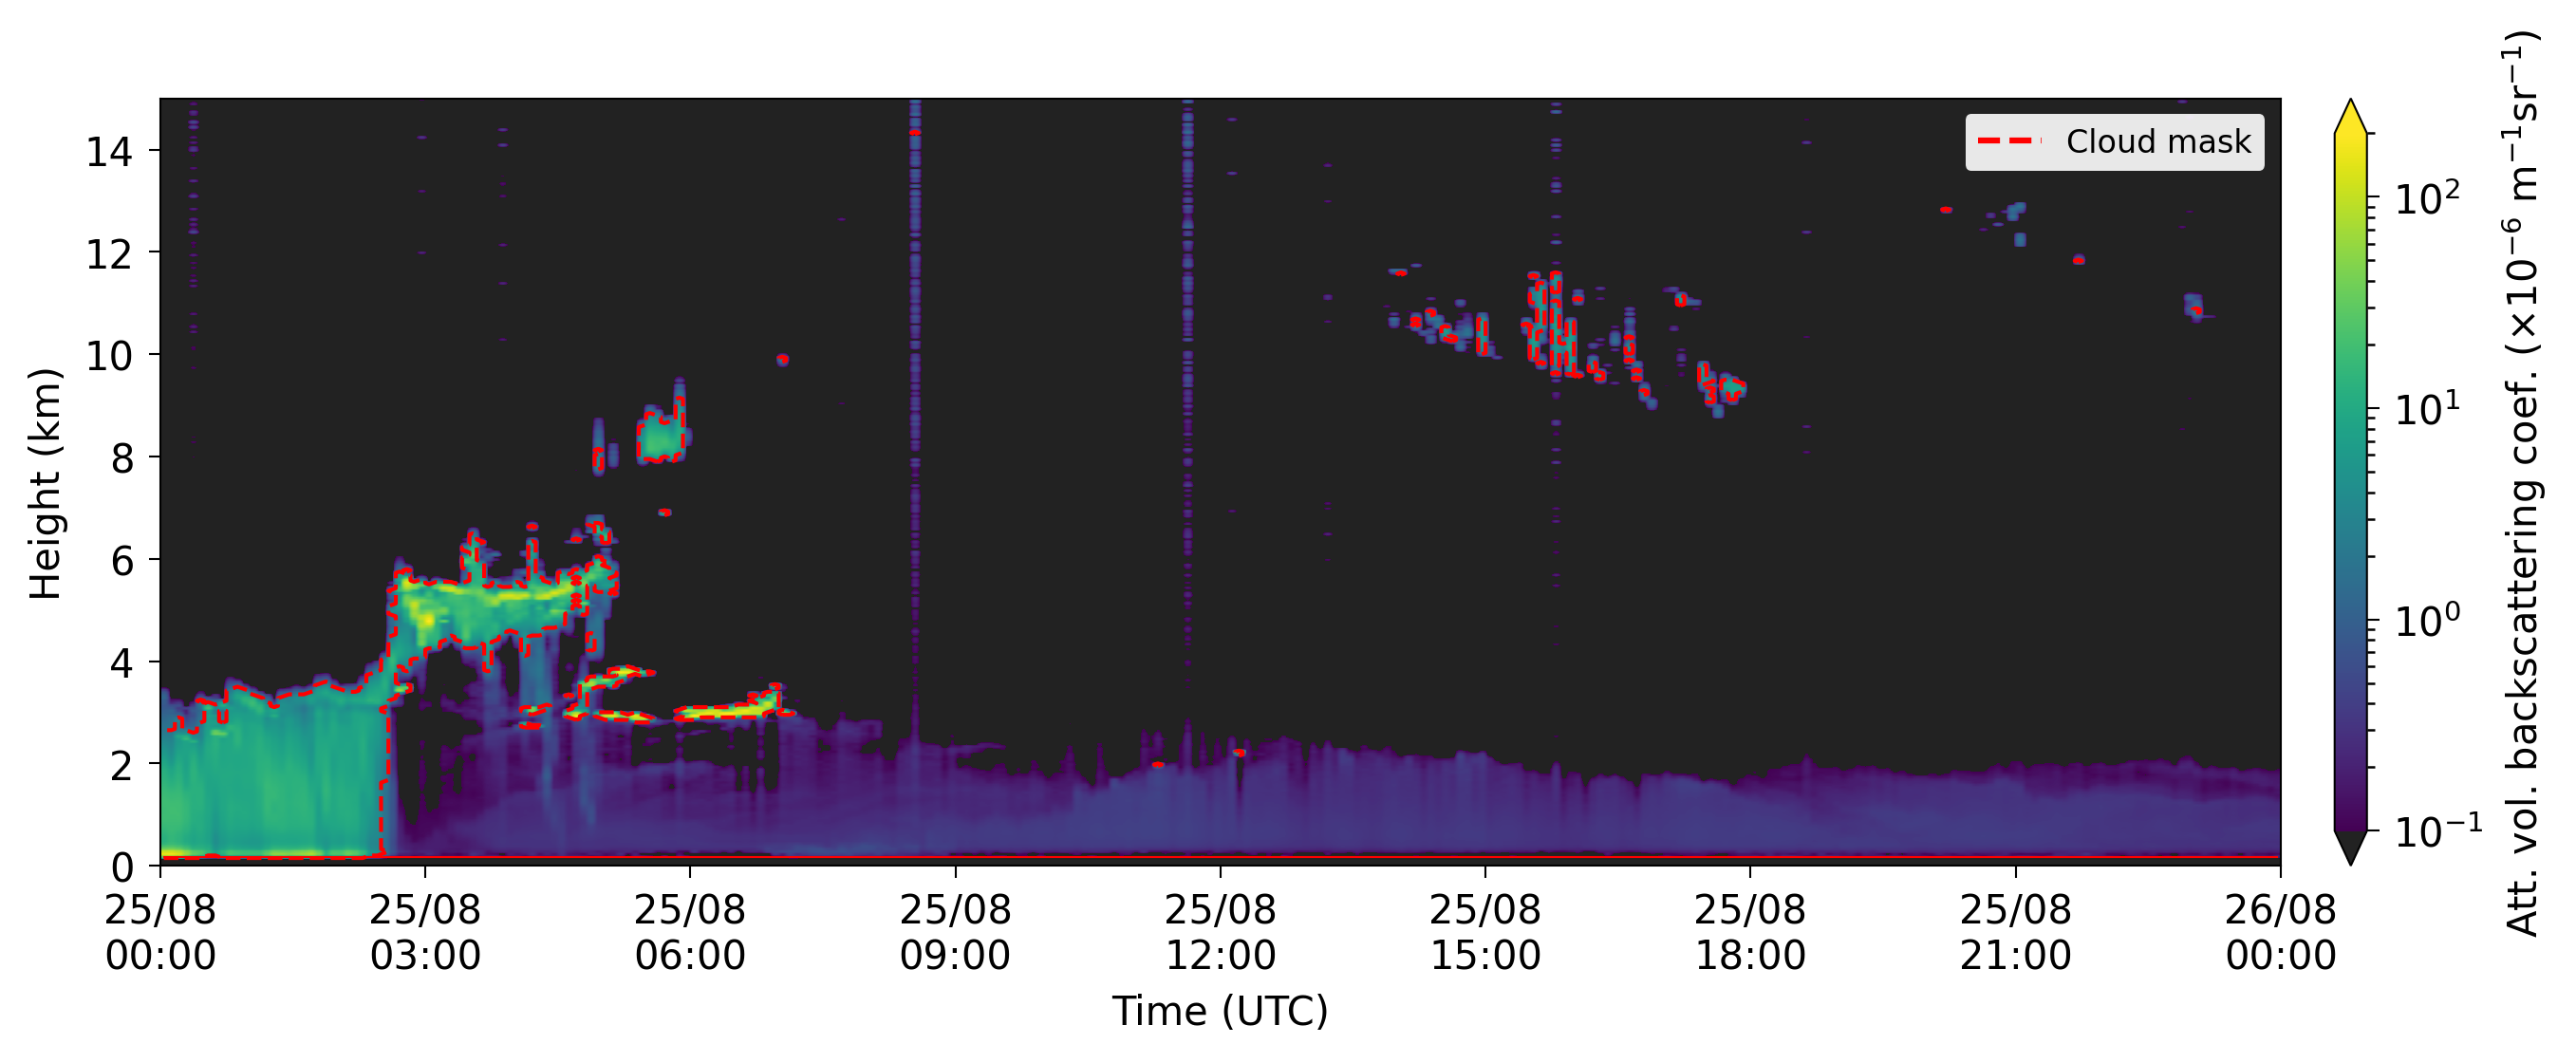 Cloud mask
14
12
10
8
6
4
2
0
Height (km)
25/08 25/08 25/08 25/08 25/08 25/08 25/08 25/08 26/08
00:00 03:00 06:00 09:00 12:00 15:00 18:00 21:00 00:00
Time (UTC)
10²
10¹
10⁰
10⁻¹
Att. vol. backscattering coef. (×10⁻⁶ m⁻¹sr⁻¹)